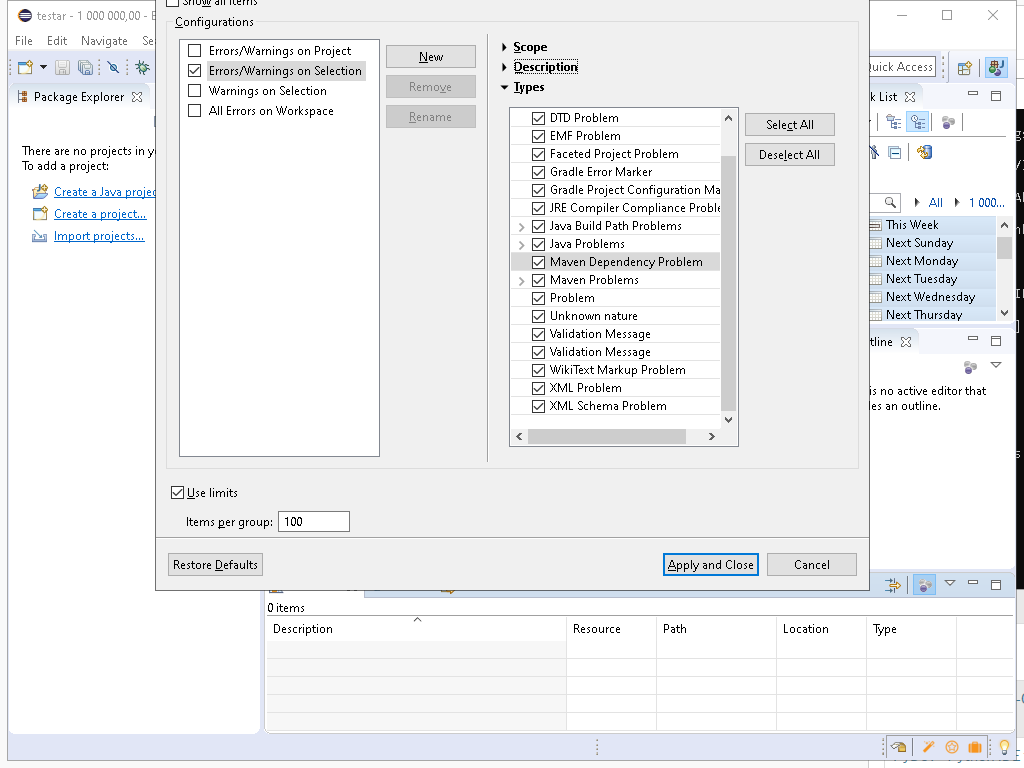 Show all items
testar - 1 000 000,00 - E
Configurations
File Edit Navigate Se
Errors/Warnings on Project
Errors/Warnings on Selection
Warnings on Selection
All Errors on Workspace
New
Remove
Rename
Scope
Description
Types
DTD Problem
EMF Problem
Faceted Project Problem
Gradle Error Marker
Gradle Project Configuration Ma
JRE Compiler Compliance Proble
Java Build Path Problems
Java Problems
Maven Dependency Problem
Maven Problems
Problem
Unknown nature
Validation Message
Validation Message
WikiText Markup Problem
XML Problem
XML Schema Problem
Select All
Deselect All
Quick Access
Package Explorer
There are no projects in y
To add a project:
Create a Java projec
Create a project...
Import projects...
k List
All 1 000...
This Week
Next Sunday
Next Monday
Next Tuesday
Next Wednesday
Next Thursday
tline
is no active editor that
les an outline.
Use limits
Items per group: 100
Restore Defaults
Apply and Close
Cancel
0 items
Description Resource Path Location Type